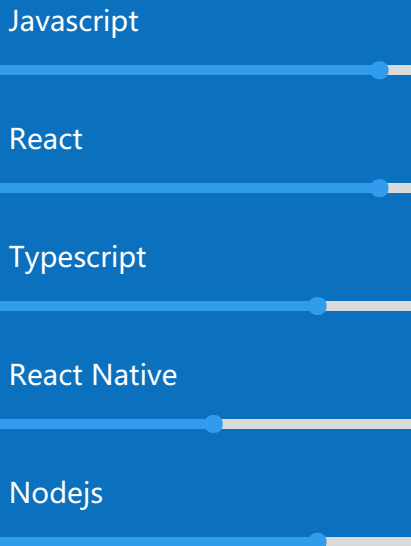 Javascript
React
Typescript
React Native
Nodejs